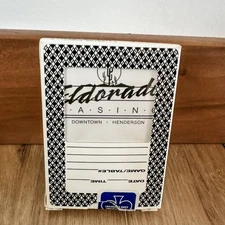 Eldorado
CASINO
DOWNTOWN · HENDERSON
GAME/TABLE#
DATE TIME